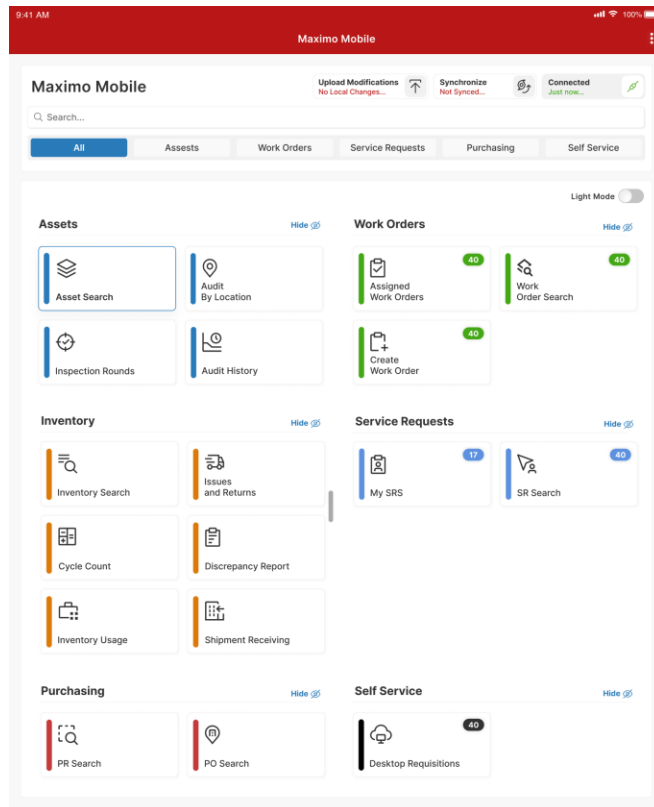 9:41 AM
100%
Maximo Mobile
Maximo Mobile
Upload Modifications
No Local Changes...
Synchronize
Not Synced...
Connected
Just now...
Search...
All
Assests
Work Orders
Service Requests
Purchasing
Self Service
Light Mode
Assets
Hide
Asset Search
Audit
By Location
Inspection Rounds
Audit History
Work Orders
Hide
40
Assigned
Work Orders
40
Work
Order Search
40
Create
Work Order
Inventory
Hide
Inventory Search
Issues
and Returns
Cycle Count
Discrepancy Report
Inventory Usage
Shipment Receiving
Service Requests
Hide
17
My SRS
40
SR Search
Purchasing
Hide
PR Search
PO Search
Self Service
Hide
40
Desktop Requisitions